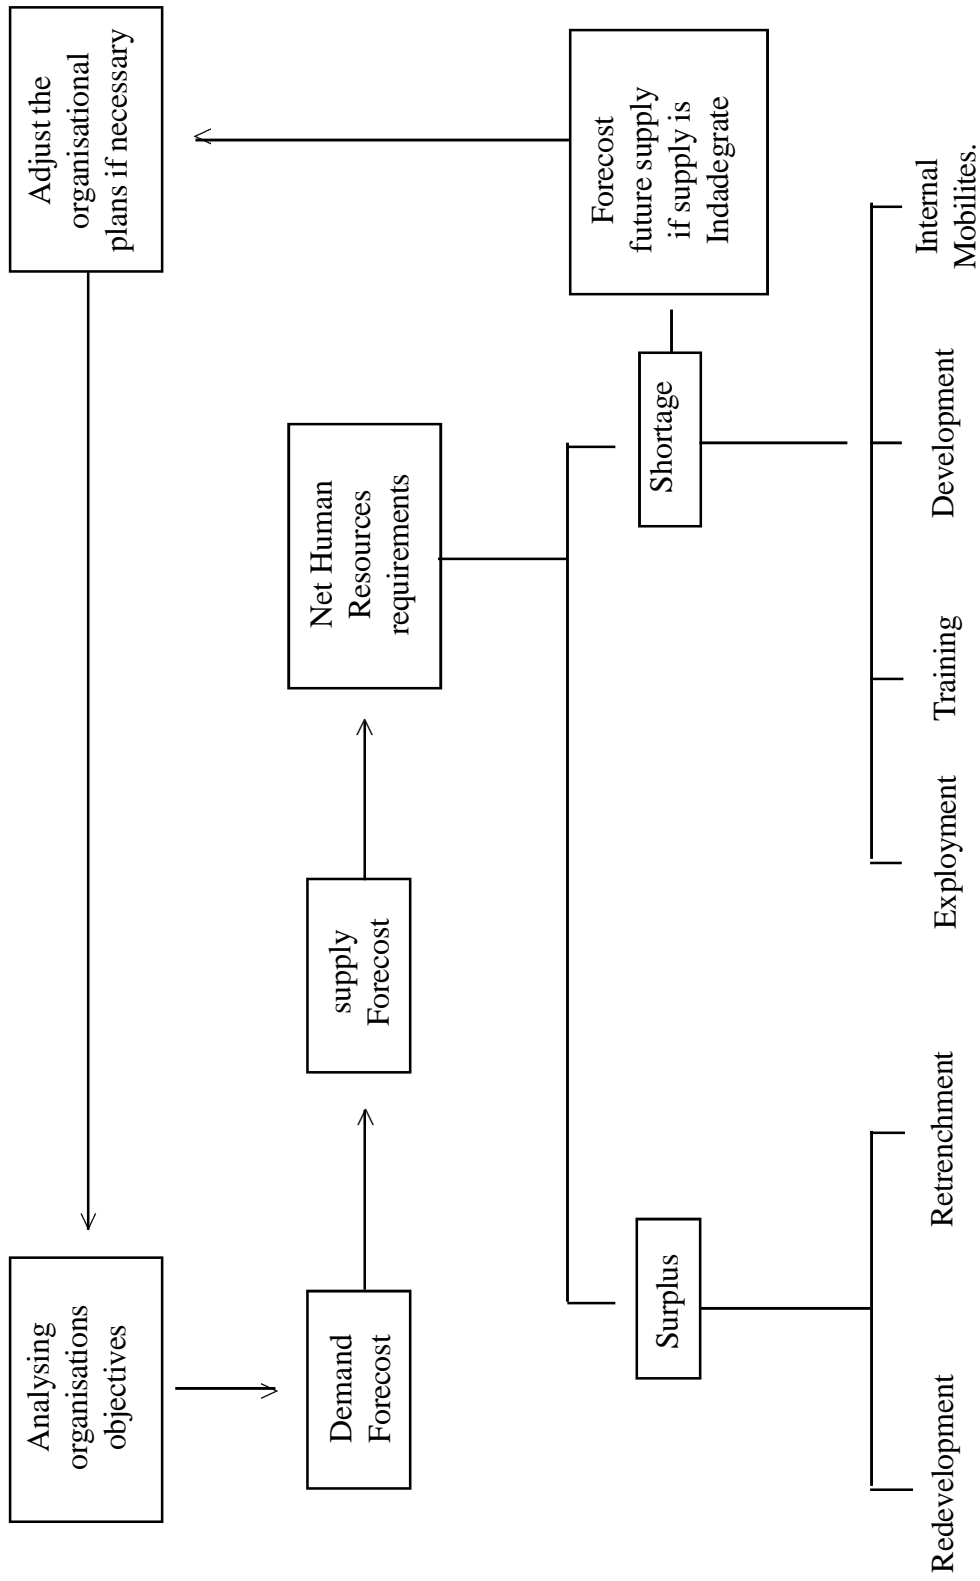 Analysing
organisations
objectives
Adjust the
organisational
plans if necessary
Demand
Forecost
supply
Forecost
Net Human
Resources
requirements
Surplus
Shortage
Forecost
future supply
if supply is
Indadegrate
Redevelopment
Retrenchment
Exployment
Training
Development
Internal
Mobilites.